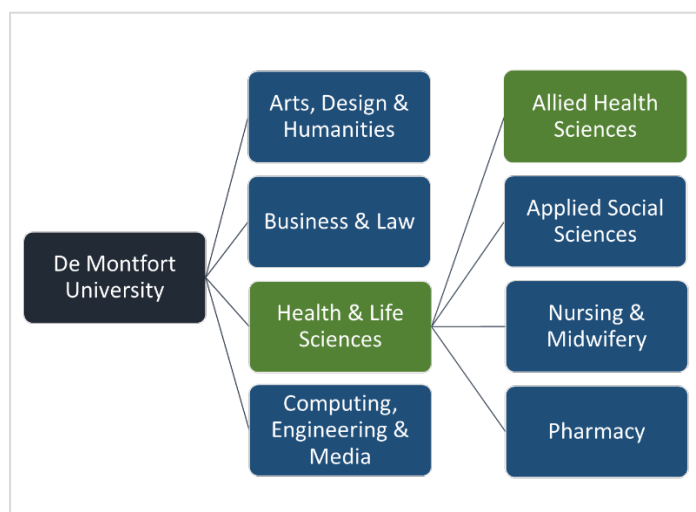 De Montfort
University
Arts, Design &
Humanities
Business & Law
Health & Life
Sciences
Computing,
Engineering &
Media
Allied Health
Sciences
Applied Social
Sciences
Nursing &
Midwifery
Pharmacy